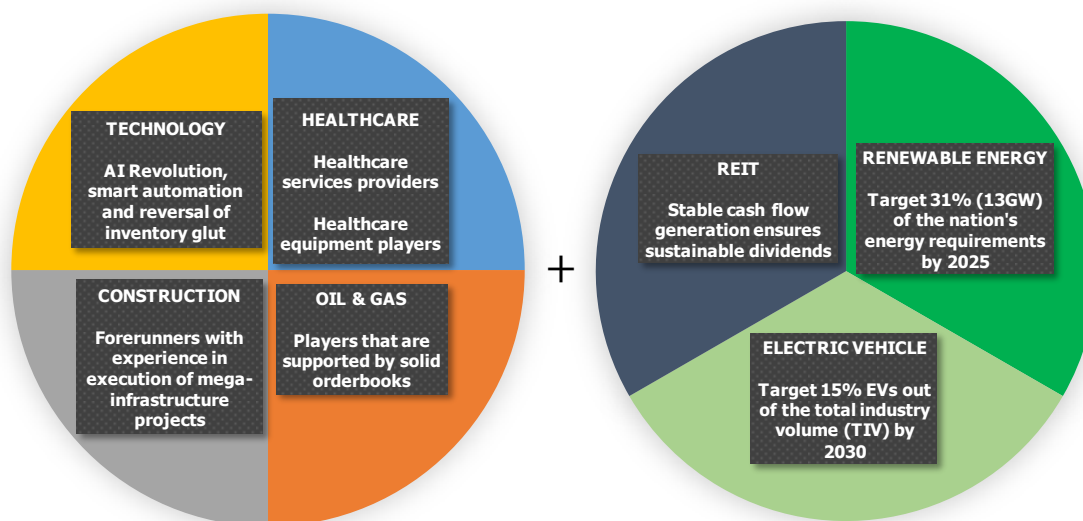 TECHNOLOGY
AI Revolution,
smart automation
and reversal of
inventory glut
HEALTHCARE
Healthcare
services providers
Healthcare
equipment players
CONSTRUCTION
Forerunners with
experience in
execution of mega-
infrastructure
projects
OIL & GAS
Players that are
supported by solid
orderbooks
+
REIT
Stable cash flow
generation ensures
sustainable dividends
RENEWABLE ENERGY
Target 31% (13GW)
of the nation's
energy requirements
by 2025
ELECTRIC VEHICLE
Target 15% EVs out
of the total industry
volume (TIV) by
2030